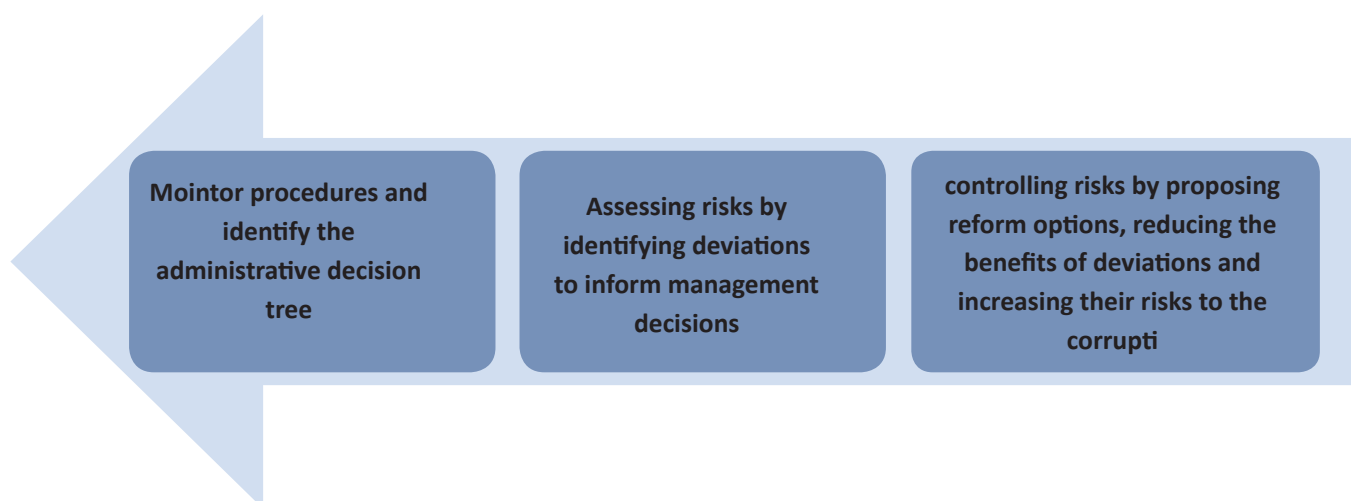 Mointor procedures and
identify the
administrative decision
tree
Assessing risks by
identifying deviations
to inform management
decisions
controlling risks by proposing
reform options, reducing the
benefits of deviations and
increasing their risks to the
corrupti